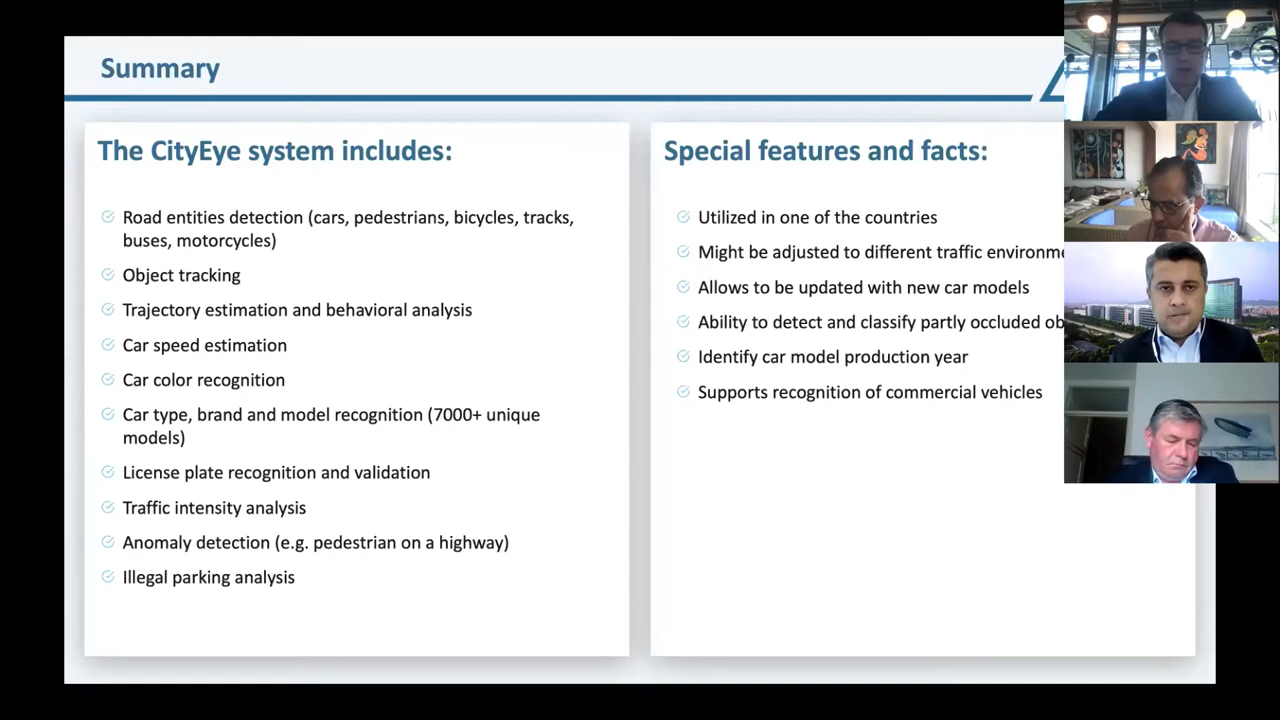 Summary
The CityEye system includes:
Road entities detection (cars, pedestrians, bicycles, tracks,
buses, motorcycles)
Object tracking
Trajectory estimation and behavioral analysis
Car speed estimation
Car color recognition
Car type, brand and model recognition (7000+ unique
models)
License plate recognition and validation
Traffic intensity analysis
Anomaly detection (e.g. pedestrian on a highway)
Illegal parking analysis
Special features and facts:
Utilized in one of the countries
Might be adjusted to different traffic
Allows to be updated with new car models
Ability to detect and classify partly occluded
Identify car model production year
Supports recognition of commercial vehicles